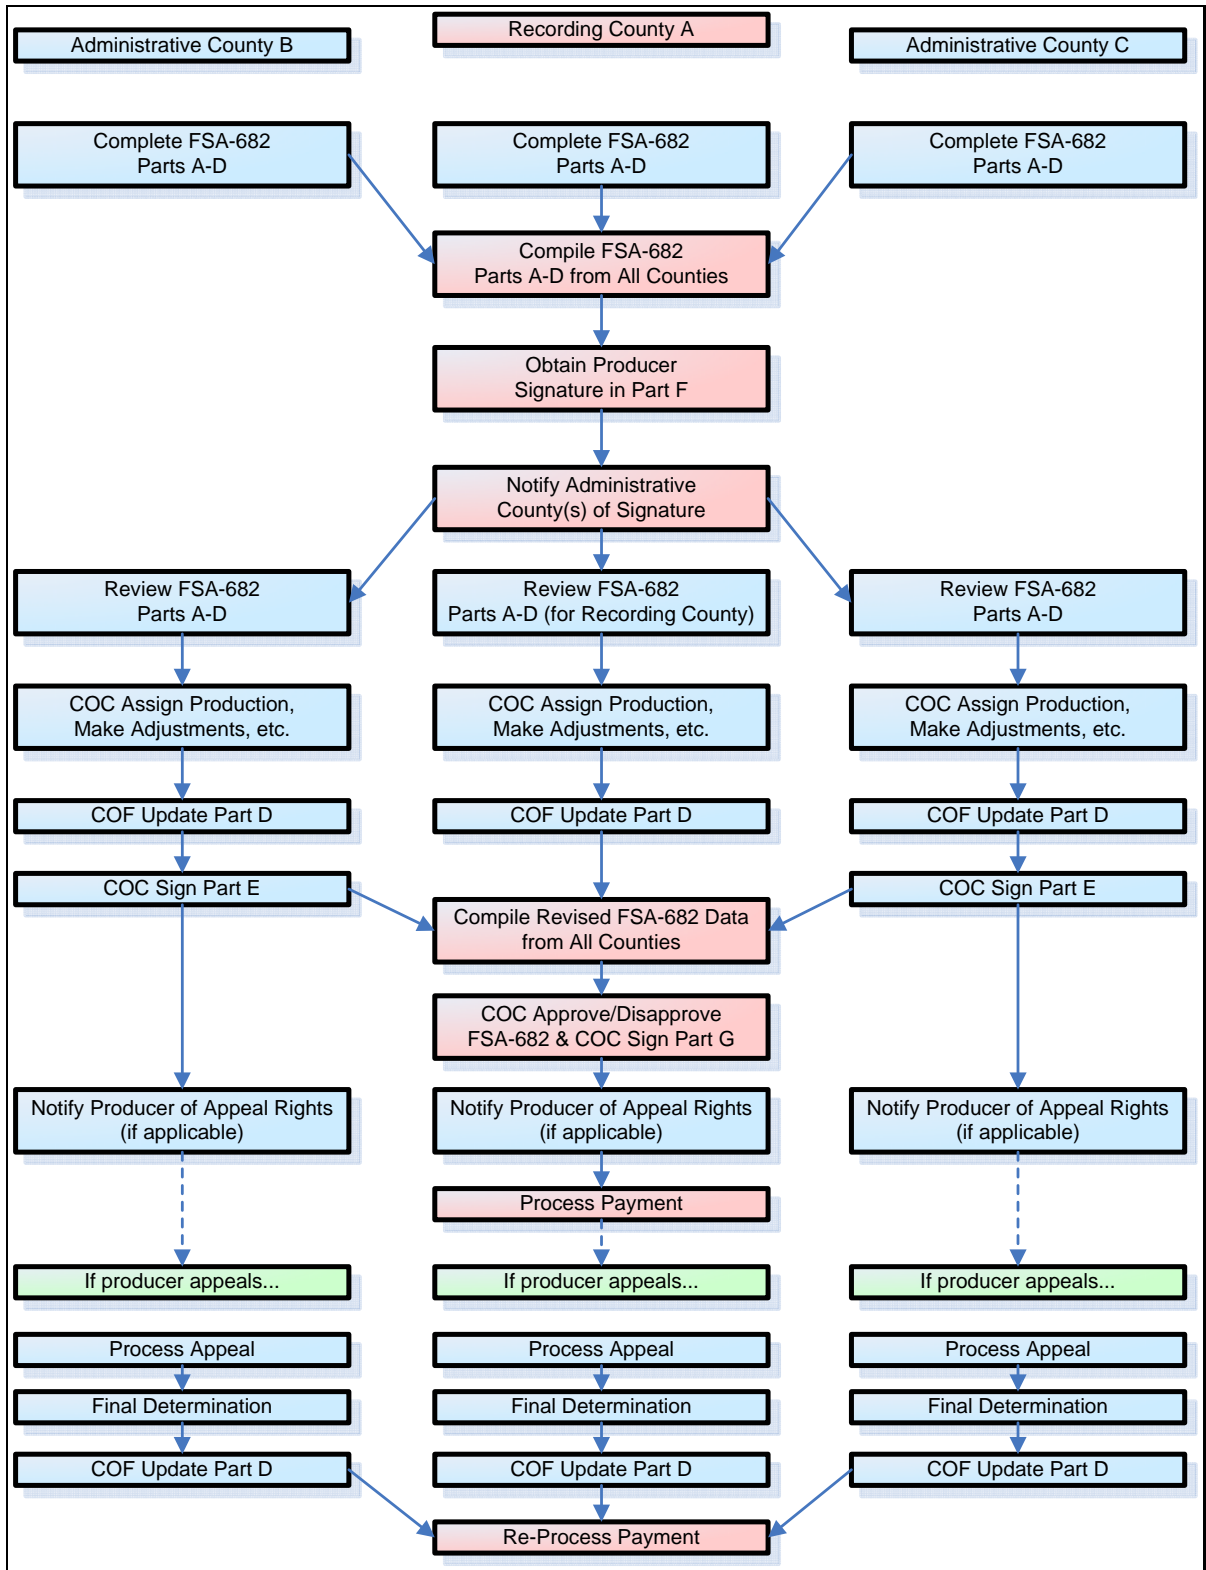 Administrative County B
Recording County A
Administrative County C
Complete FSA-682
Parts A-D
Complete FSA-682
Parts A-D
Complete FSA-682
Parts A-D
Compile FSA-682
Parts A-D from All Counties
Obtain Producer
Signature in Part F
Notify Administrative
County(s) of Signature
Review FSA-682
Parts A-D
Review FSA-682
Parts A-D (for Recording County)
Review FSA-682
Parts A-D
COC Assign Production,
Make Adjustments, etc.
COC Assign Production,
Make Adjustments, etc.
COC Assign Production,
Make Adjustments, etc.
COF Update Part D
COF Update Part D
COF Update Part D
COC Sign Part E
COC Sign Part E
Compile Revised FSA-682 Data
from All Counties
COC Approve/Disapprove
FSA-682 & COC Sign Part G
Notify Producer of Appeal Rights
(if applicable)
Notify Producer of Appeal Rights
(if applicable)
Notify Producer of Appeal Rights
(if applicable)
Process Payment
If producer appeals...
If producer appeals...
If producer appeals...
Process Appeal
Process Appeal
Process Appeal
Final Determination
Final Determination
Final Determination
COF Update Part D
COF Update Part D
COF Update Part D
Re-Process Payment